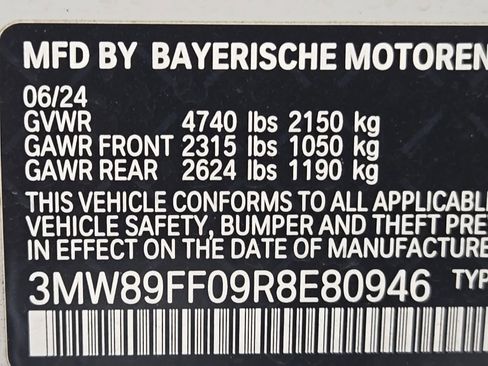 MFD BY BAYERISCHE MOTOREN
06/24
GVWR 4740 lbs 2150 kg
GAWR FRONT 2315 lbs 1050 kg
GAWR REAR 2624 lbs 1190 kg
THIS VEHICLE CONFORMS TO ALL APPLICABLE
VEHICLE SAFETY, BUMPER AND THEFT PRE
IN EFFECT ON THE DATE OF MANUFACTURE
3MW89FF09R8E80946 TYP